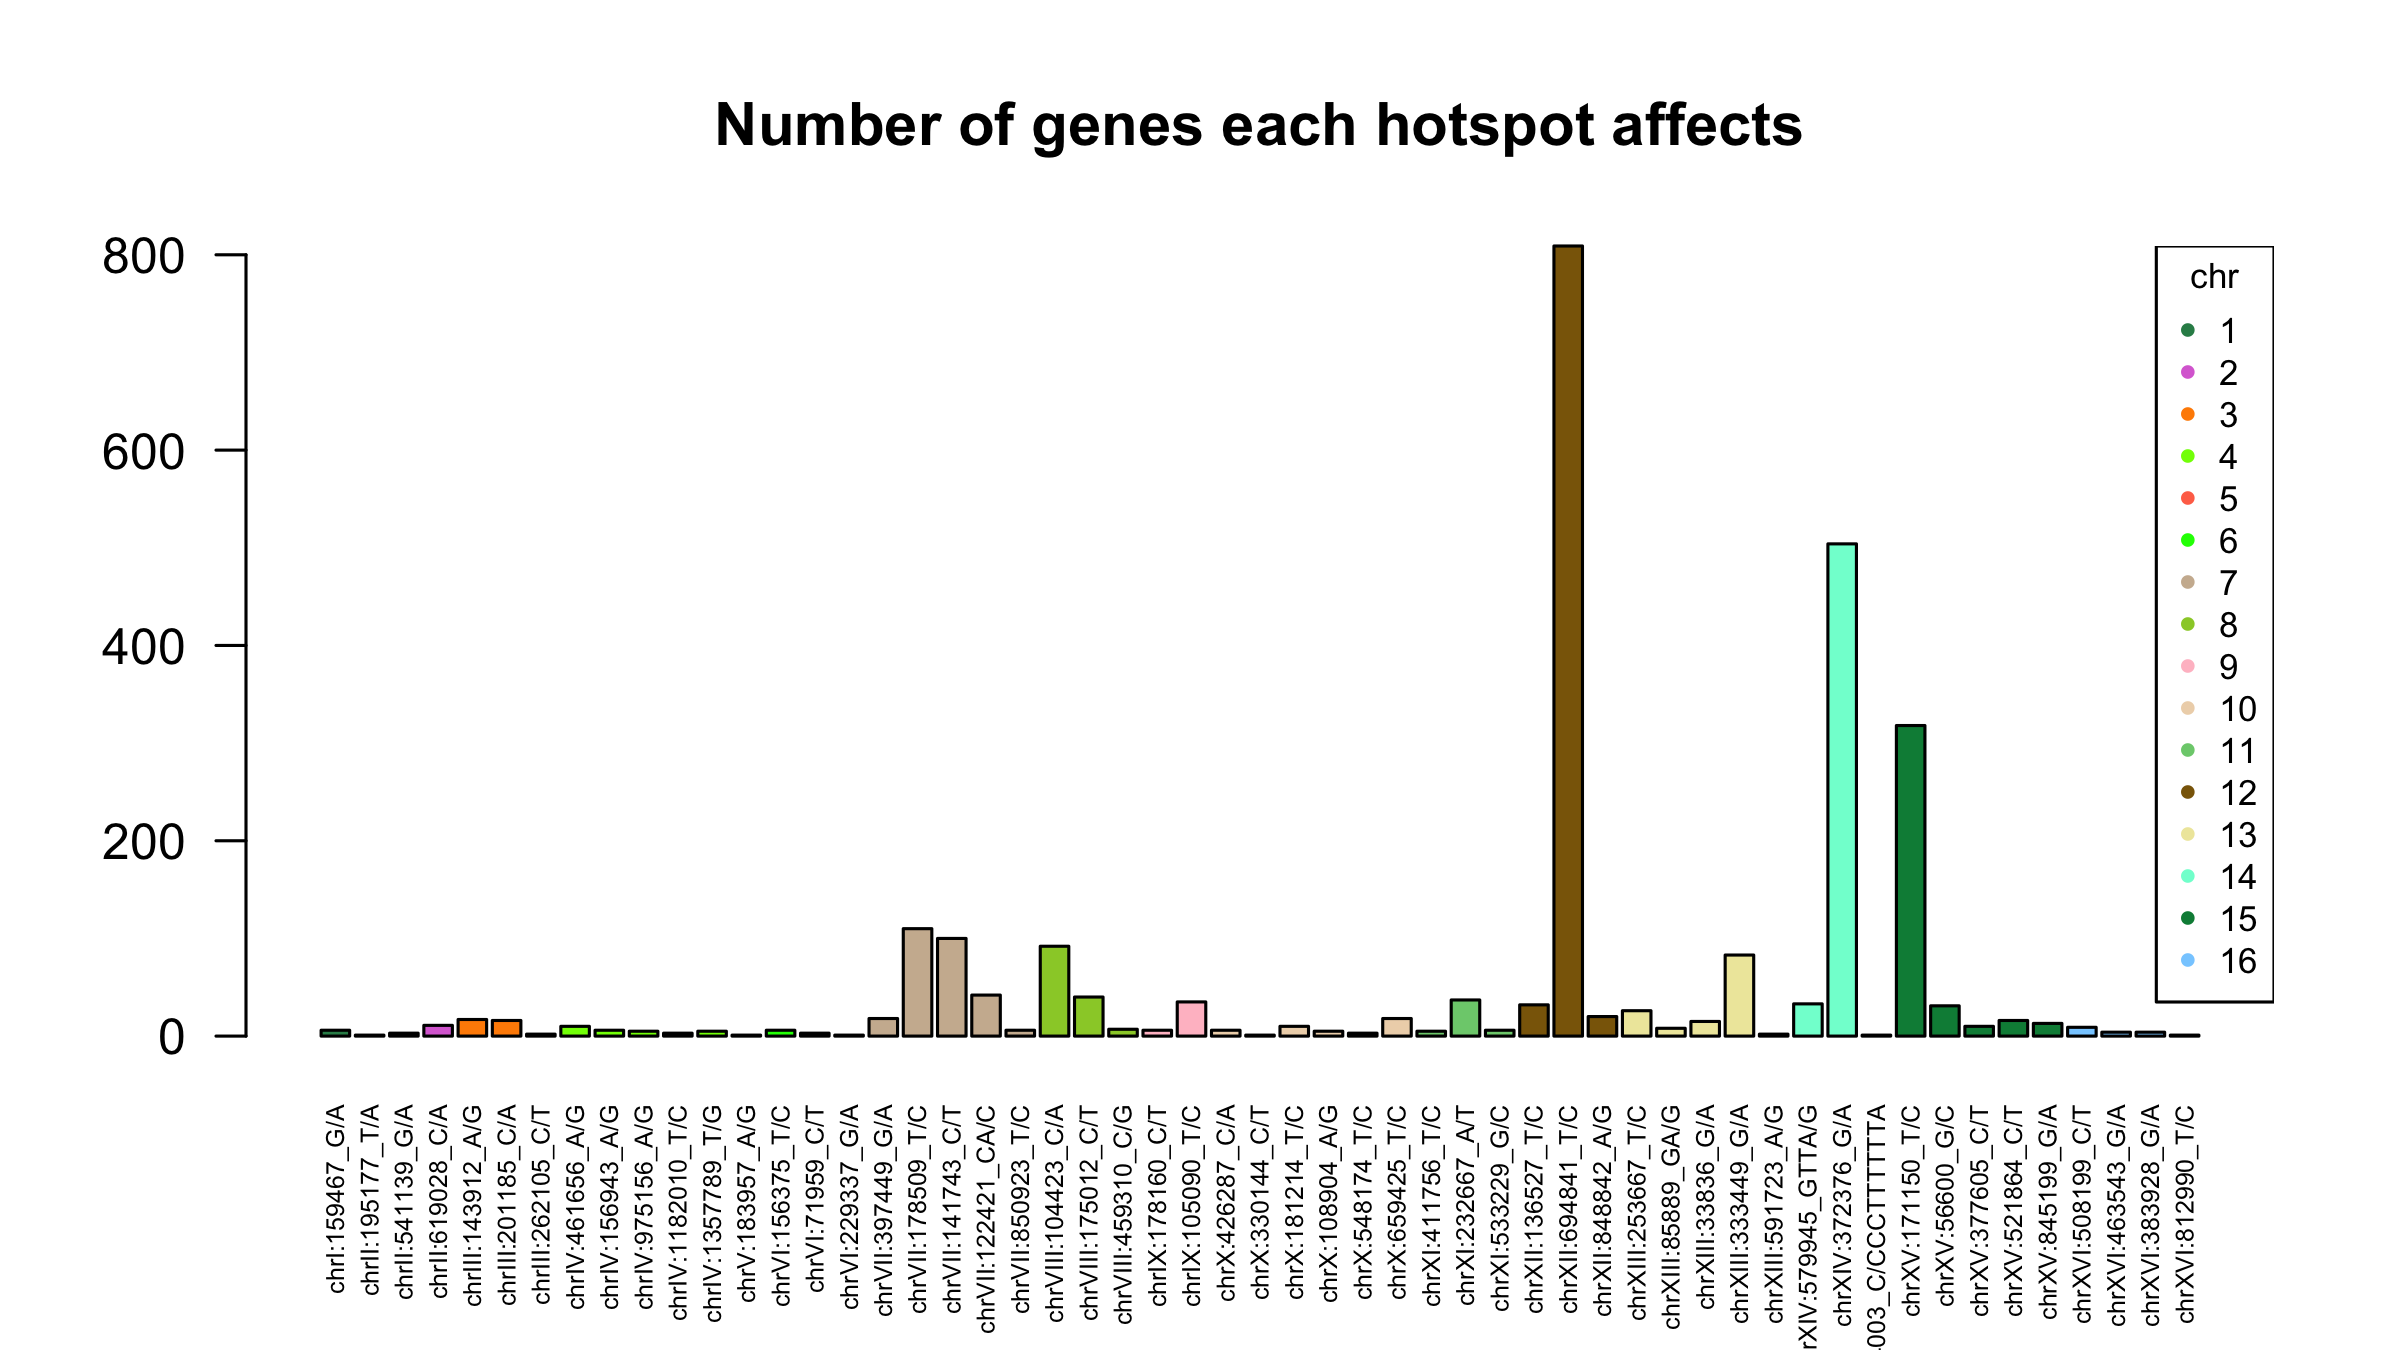 Number of genes each hotspot affects
800
600
400
200
0
chr
1
2
3
4
5
6
7
8
9
10
11
12
13
14
15
16
chrI:159467_G/A
chrII:195177_T/A
chrII:541139_G/A
chrII:619028_C/A
chrIII:143912_A/G
chrIII:201185_C/A
chrIII:262105_C/T
chrIV:461656_A/G
chrIV:156943_A/G
chrIV:975156_A/G
chrIV:1182010_T/C
chrIV:1357789_T/G
chrV:183957_A/G
chrVI:156375_T/C
chrVI:71959_C/T
chrVI:229337_G/A
chrVII:397449_G/A
chrVII:178509_T/C
chrVII:141743_C/T
chrVII:122421_CA/C
chrVII:850923_T/C
chrVIII:104423_C/A
chrVIII:175012_C/T
chrVIII:459310_C/G
chrIX:178160_C/T
chrIX:105090_T/C
chrX:426287_C/A
chrX:330144_C/T
chrX:181214_T/C
chrX:108904_A/G
chrX:548174_T/C
chrX:659425_T/C
chrXI:411756_T/C
chrXI:232667_A/T
chrXI:533229_G/C
chrXII:136527_T/C
chrXII:694841_T/C
chrXII:848842_A/G
chrXIII:253667_T/C
chrXIII:85889_GA/G
chrXIII:33836_G/A
chrXIII:333449_G/A
chrXIII:591723_A/G
rXIV:579945_GTTA/G
chrXIV:372376_G/A
003_C/CCCTTTTTA
chrXV:171150_T/C
chrXV:56600_G/C
chrXV:377605_C/T
chrXV:521864_C/T
chrXV:845199_G/A
chrXVI:508199_C/T
chrXVI:463543_G/A
chrXVI:383928_G/A
chrXVI:812990_T/C